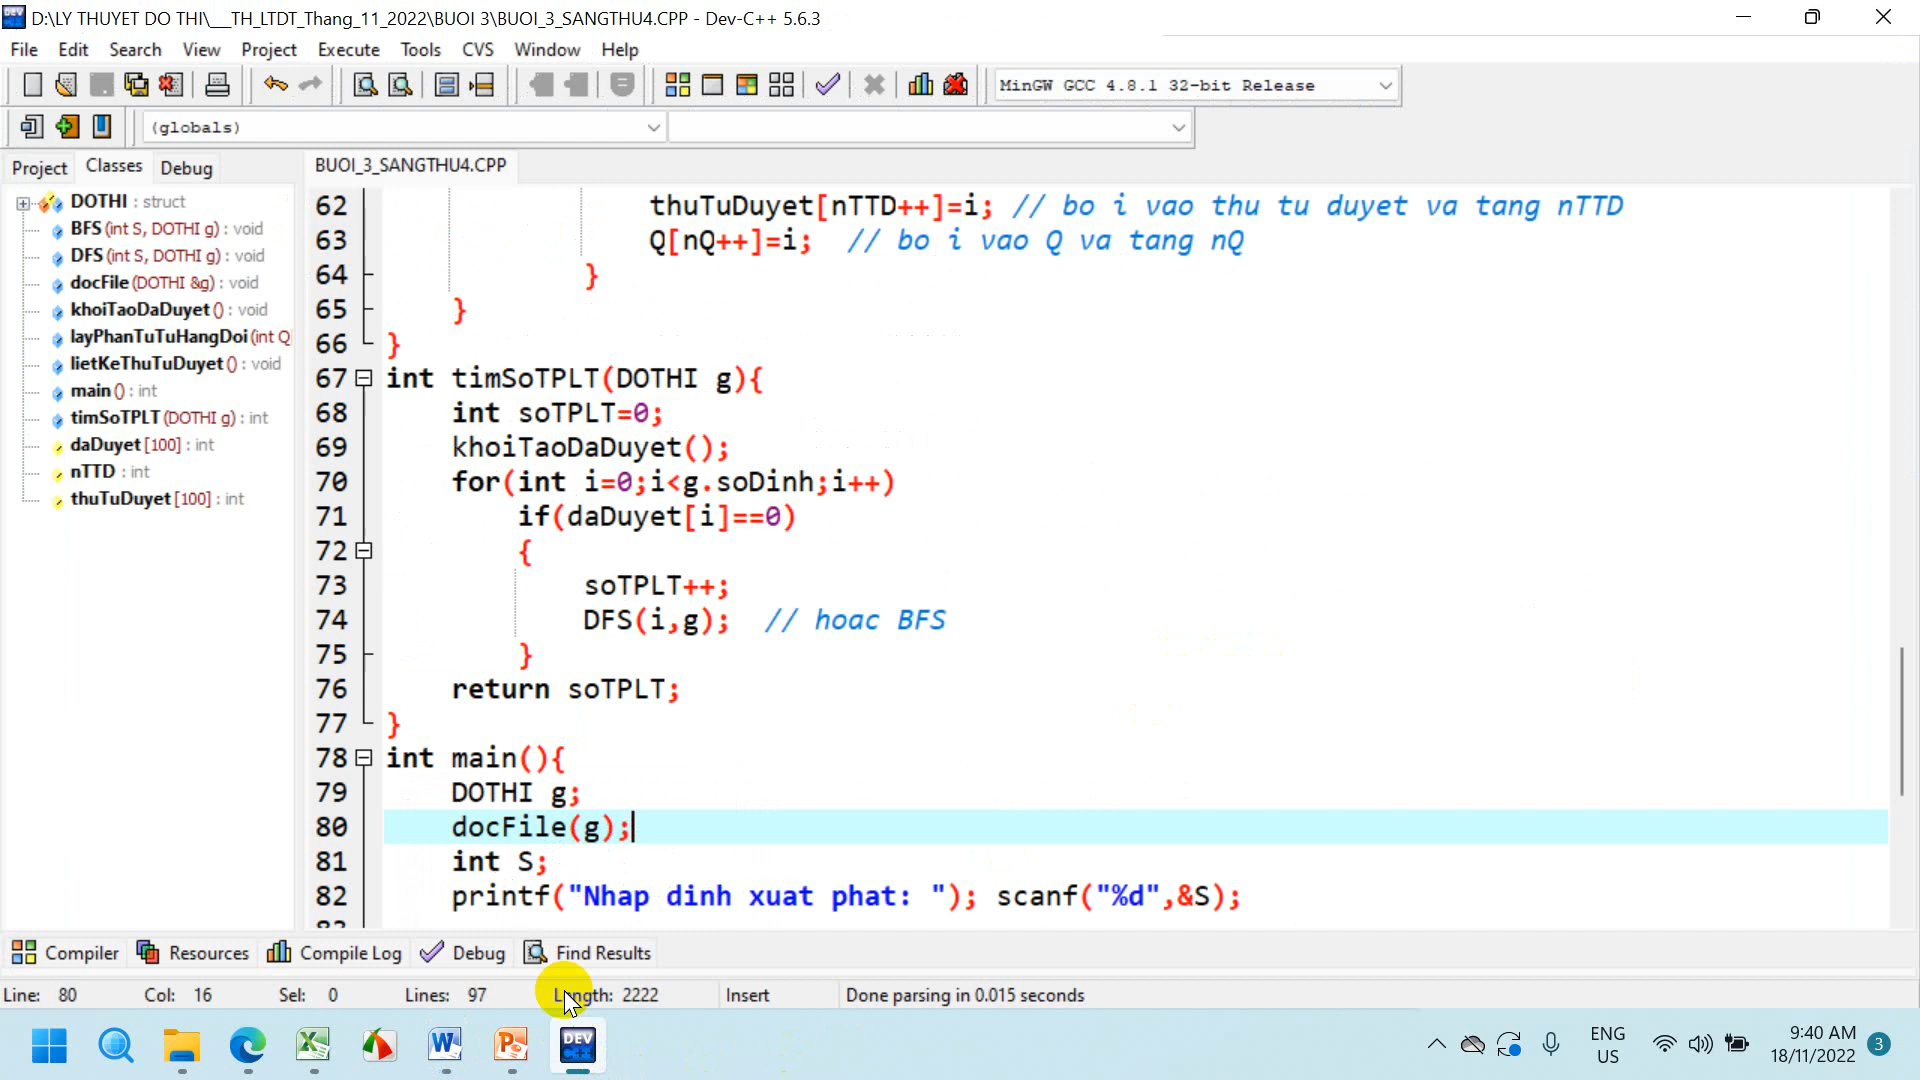 D:\LY THUYET DO THI\__TH_LTDT_Thang_11_2022\BUOI 3\BUOI_3_SANGTHU4.CPP - Dev-C++ 5.6.3
File Edit Search View Project Execute Tools CVS Window Help
MinGW GCC 4.8.1 32-bit Release
(globals)
Project Classes Debug
BUOI_3_SANGTHU4.CPP
DOTHI : struct
BFS (int S, DOTHI g) : void
DFS (int S, DOTHI g) : void
docFile (DOTHI &g) : void
khoiTaoDaDuyet () : void
layPhanTuTuHangDoi (int Q
lietKeThuTuDuyet () : void
main () : int
timSoTPLT (DOTHI g) : int
daDuyet [100] : int
nTTD : int
thuTuDuyet [100] : int
62 thuTuDuyet[nTTD++]=i; // bo i vao thu tu duyet va tang nTTD
63 Q[nQ++]=i; // bo i vao Q va tang nQ
64 }
65 }
66 }
67 int timSoTPLT(DOTHI g){
68 int soTPLT=0;
69 khoiTaoDaDuyet();
70 for(int i=0;i<g.soDinh;i++)
71 if(daDuyet[i]==0)
72 {
73 soTPLT++;
74 DFS(i,g); // hoac BFS
75 }
76 return soTPLT;
77 }
78 int main(){
79 DOTHI g;
80 docFile(g);
81 int S;
82 printf("Nhap dinh xuat phat: "); scanf("%d",&S);
Compiler Resources Compile Log Debug Find Results
Line: 80 Col: 16 Sel: 0 Lines: 97 Length: 2222 Insert Done parsing in 0.015 seconds
DEV C++
ENG
US
9:40 AM
18/11/2022
3